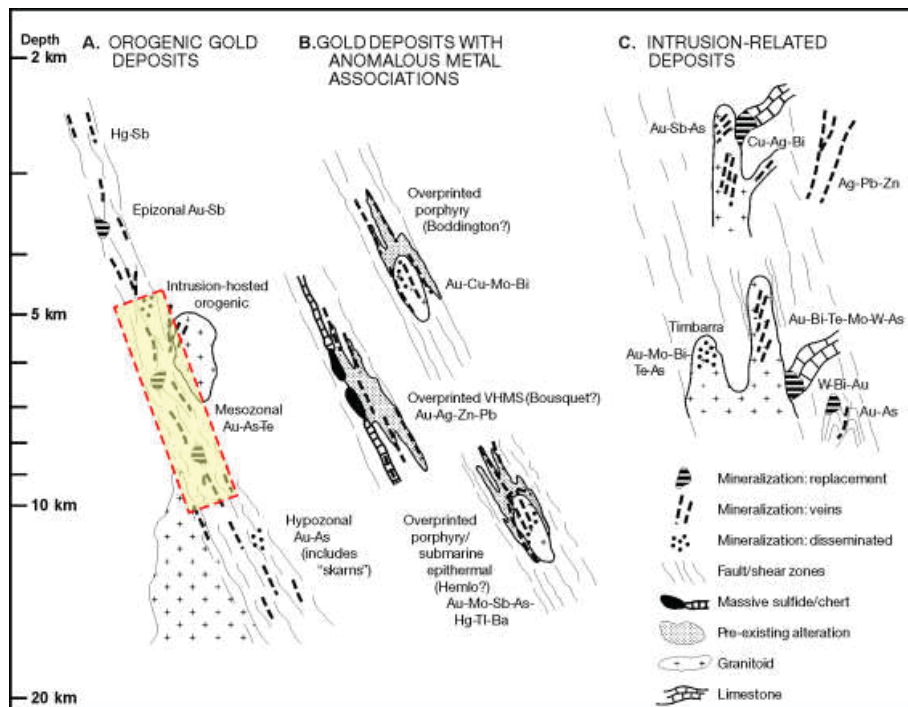 Depth
2 km
5 km
10 km
20 km
A. OROGENIC GOLD
DEPOSITS
Hg-Sb
Epizonal Au-Sb
Intrusion-hosted
orogenic
Mesozonal
Au-As-Te
Hypozonal
Au-As
(includes
"skarns")
B. GOLD DEPOSITS WITH
ANOMALOUS METAL
ASSOCIATIONS
Overprinted
porphyry
(Boddington?)
Au-Cu-Mo-Bi
Overprinted VHMS (Bousquet?)
Au-Ag-Zn-Pb
Overprinted
porphyry/
submarine
epithermal
(Hemlo?)
Au-Mo-Sb-As-
Hg-Tl-Ba
C. INTRUSION-RELATED
DEPOSITS
Au-Sb-As
Cu-Ag-Bi
Ag-Pb-Zn
Timbarra
Au-Mo-Bi-
Te-As
Au-Bi-Te-Mo-W-As
W-Bi-Au
Au-As
Mineralization: replacement
Mineralization: veins
Mineralization: disseminated
Fault/shear zones
Massive sulfide/chert
Pre-existing alteration
Granitoid
Limestone